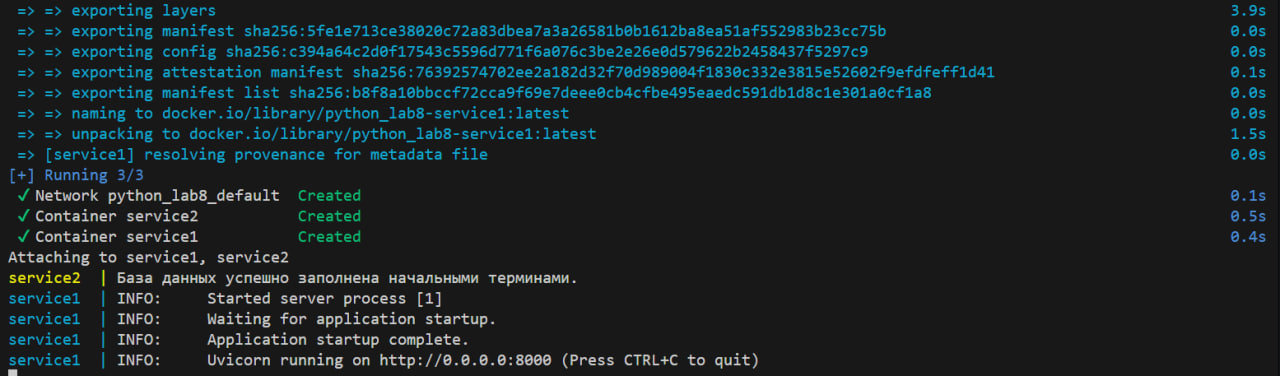 => => exporting layers 3.9s
=> => exporting manifest sha256:5fe1e713ce38020c72a83dbea7a3a26581b0b1612ba8ea51af552983b23cc75b 0.0s
=> => exporting config sha256:c394a64c2d0f17543c5596d771f6a076c3be2e26e0d579622b2458437f5297c9 0.0s
=> => exporting attestation manifest sha256:76392574702ee2a182d32f70d989004f1830c332e3815e52602f9efdfeff1d41 0.1s
=> => exporting manifest list sha256:b8f8a10bbccf72cca9f69e7deee0cb4cfbe495eaedc591db1d8c1e301a0cf1a8 0.0s
=> => naming to docker.io/library/python_lab8-service1:latest 0.0s
=> => unpacking to docker.io/library/python_lab8-service1:latest 1.5s
=> [service1] resolving provenance for metadata file 0.0s
[+] Running 3/3
✓ Network python_lab8_default Created 0.1s
✓ Container service2 Created 0.5s
✓ Container service1 Created 0.4s
Attaching to service1, service2
service2 | База данных успешно заполнена начальными терминами.
service1 | INFO: Started server process [1]
service1 | INFO: Waiting for application startup.
service1 | INFO: Application startup complete.
service1 | INFO: Uvicorn running on http://0.0.0.0:8000 (Press CTRL+C to quit)